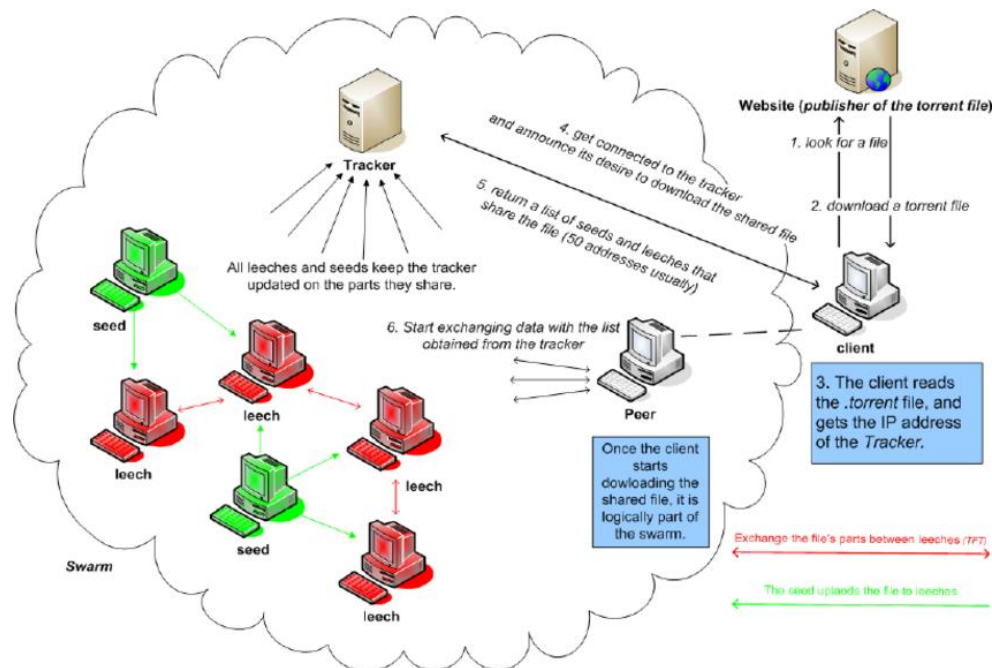 Website (publisher of the torrent file)
1. look for a file
2. download a torrent file
client
3. The client reads
the .torrent file, and
gets the IP address
of the Tracker.
4. get connected to the tracker
and announce its desire to download the shared file
5. return a list of seeds and leeches that
share the file (50 addresses usually)
Tracker
All leeches and seeds keep the tracker
updated on the parts they share.
6. Start exchanging data with the list
obtained from the tracker
Peer
Once the client
starts
dowloading the
shared file, it is
logically part of
the swarm.
seed
leech
leech
leech
seed
leech
Swarm
Exchange the file's parts between leeches (TFT)
The seed uplaods the file to leeches